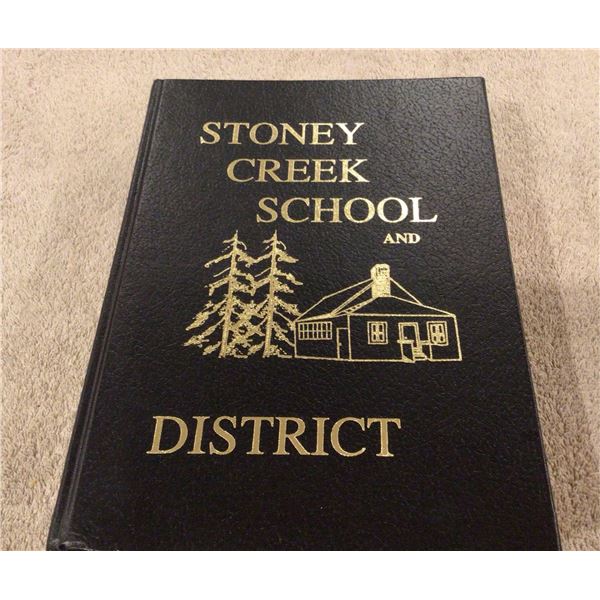 STONEY
CREEK
SCHOOL
AND
DISTRICT